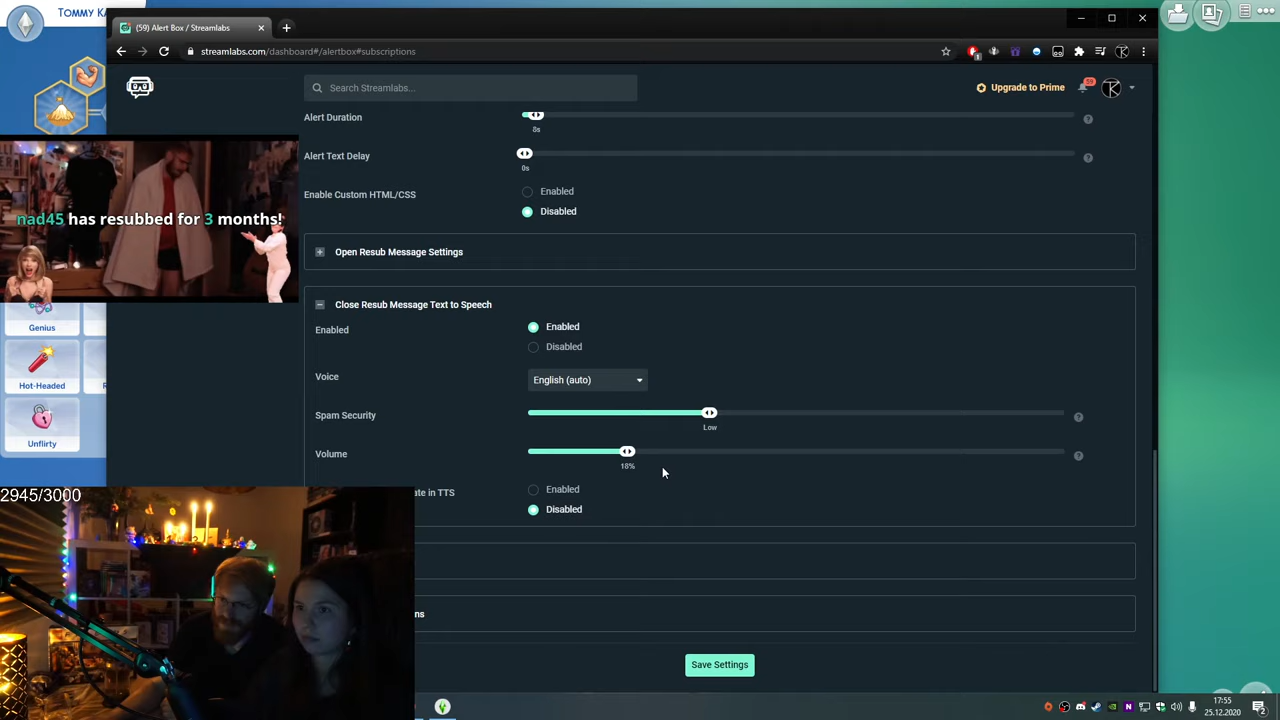 TOMMY
(59) Alert Box / Streamlabs
streamlabs.com/dashboard#/alertbox#subscriptions
Search Streamlabs...
Upgrade to Prime
59
Alert Duration
8s
Alert Text Delay
0s
Enable Custom HTML/CSS
Enabled
Disabled
nad45 has resubbed for 3 months!
Open Resub Message Settings
Close Resub Message Text to Speech
Genius
Enabled
Enabled
Disabled
Hot-Headed
Voice
English (auto)
Spam Security
Low
Unflirty
Volume
18%
2945/3000
in TTS
Enabled
Disabled
Save Settings
17:55
25.12.2020
2